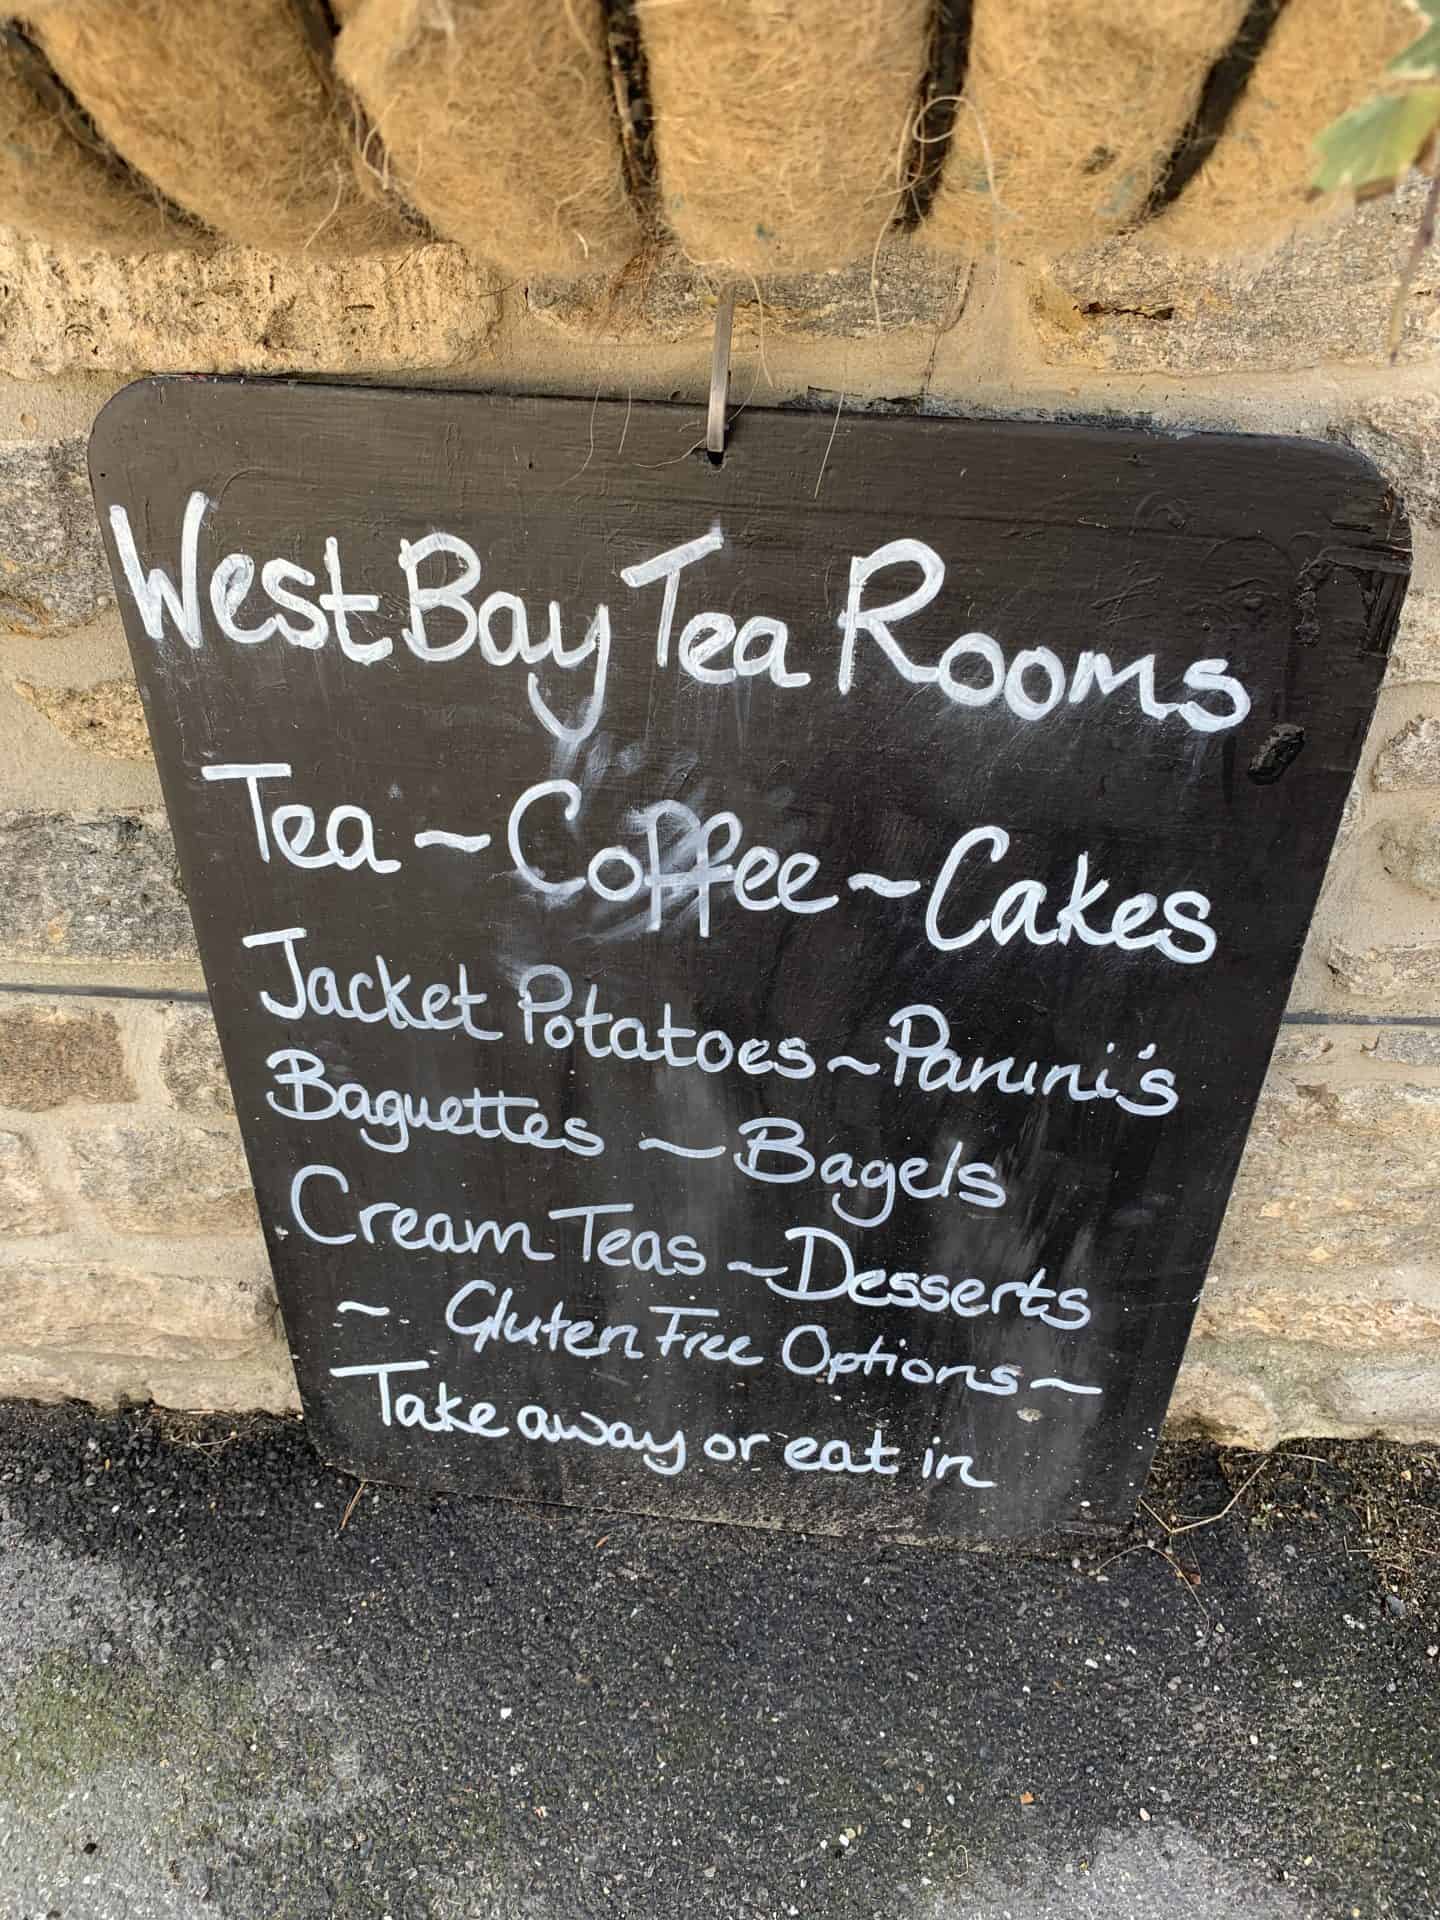 West Bay Tea Rooms
Tea ~ Coffee ~ Cakes
Jacket Potatoes ~ Panini's
Baguettes ~ Bagels
Cream Teas ~ Desserts
~ Gluten Free Options ~
Take away or eat in